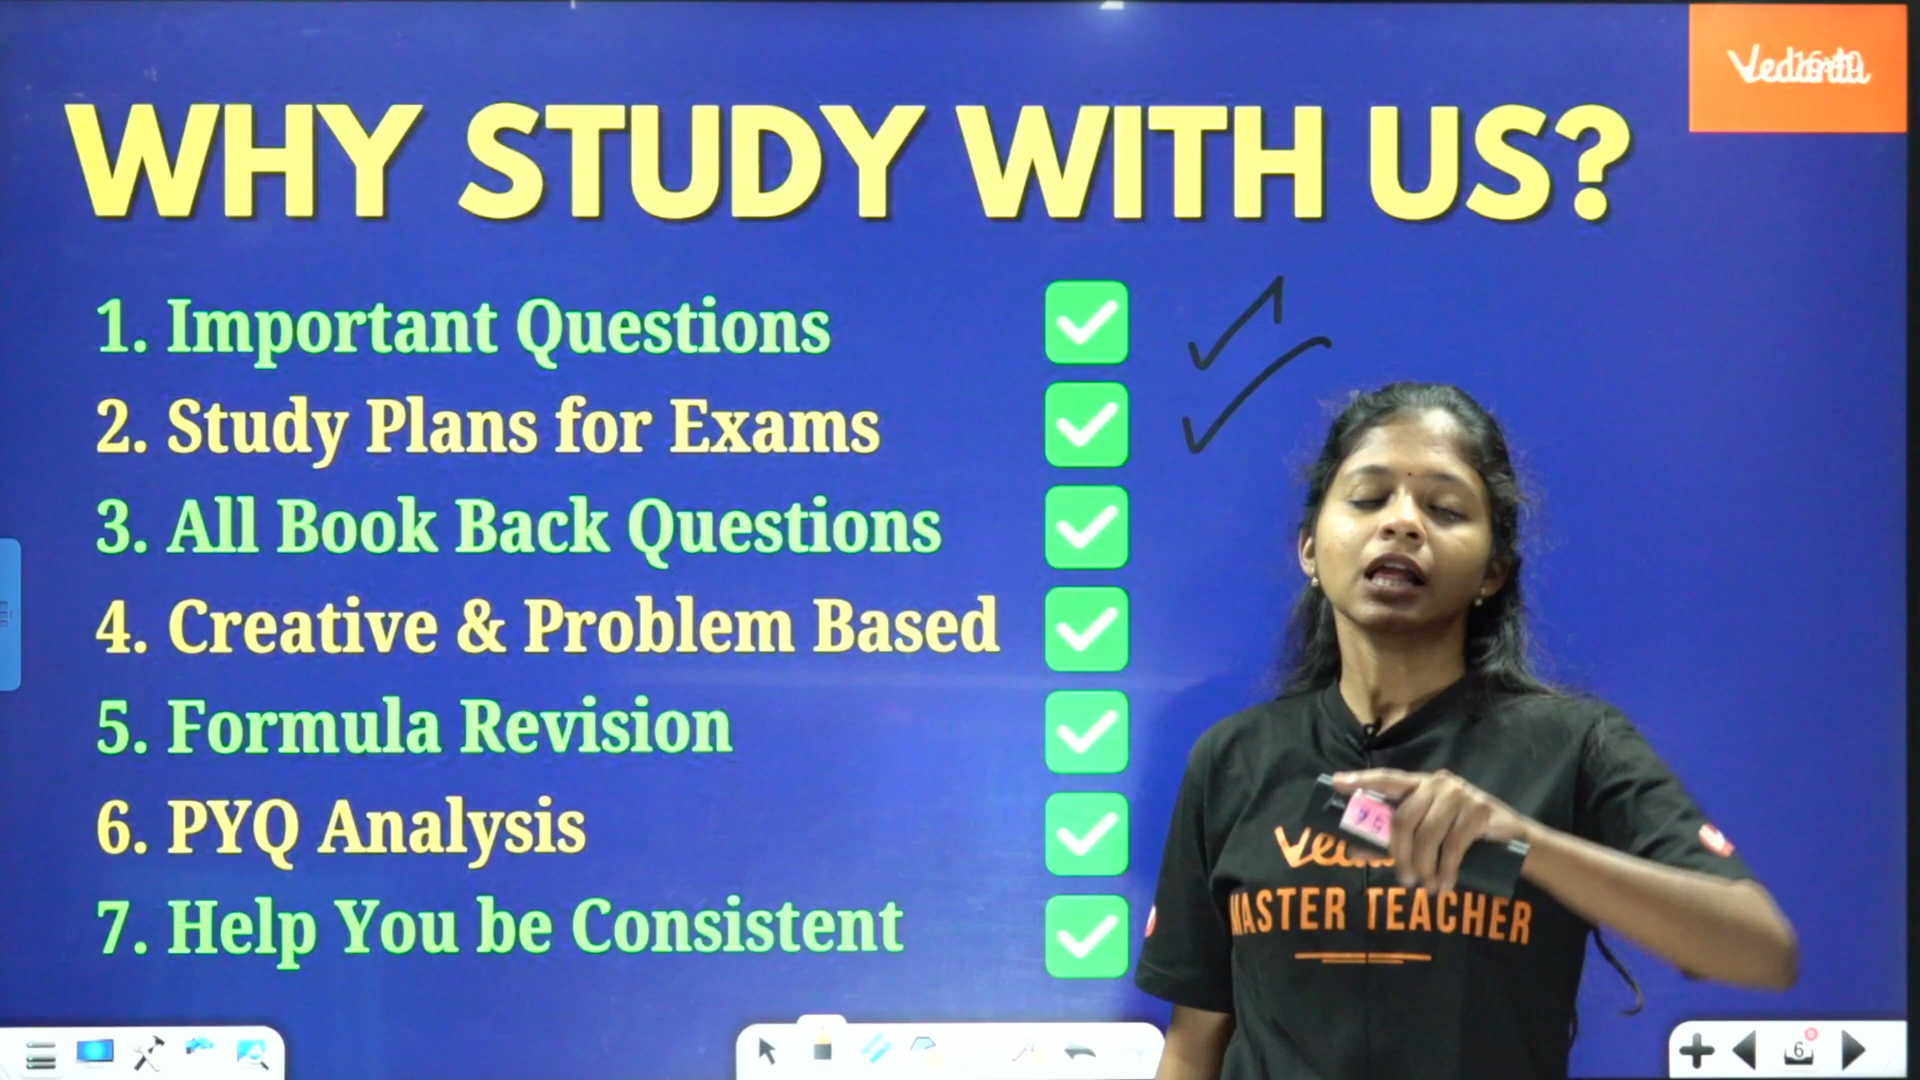 Vedantu
WHY STUDY WITH US?
1. Important Questions
2. Study Plans for Exams
3. All Book Back Questions
4. Creative & Problem Based
5. Formula Revision
6. PYQ Analysis
7. Help You be Consistent
MASTER TEACHER
6